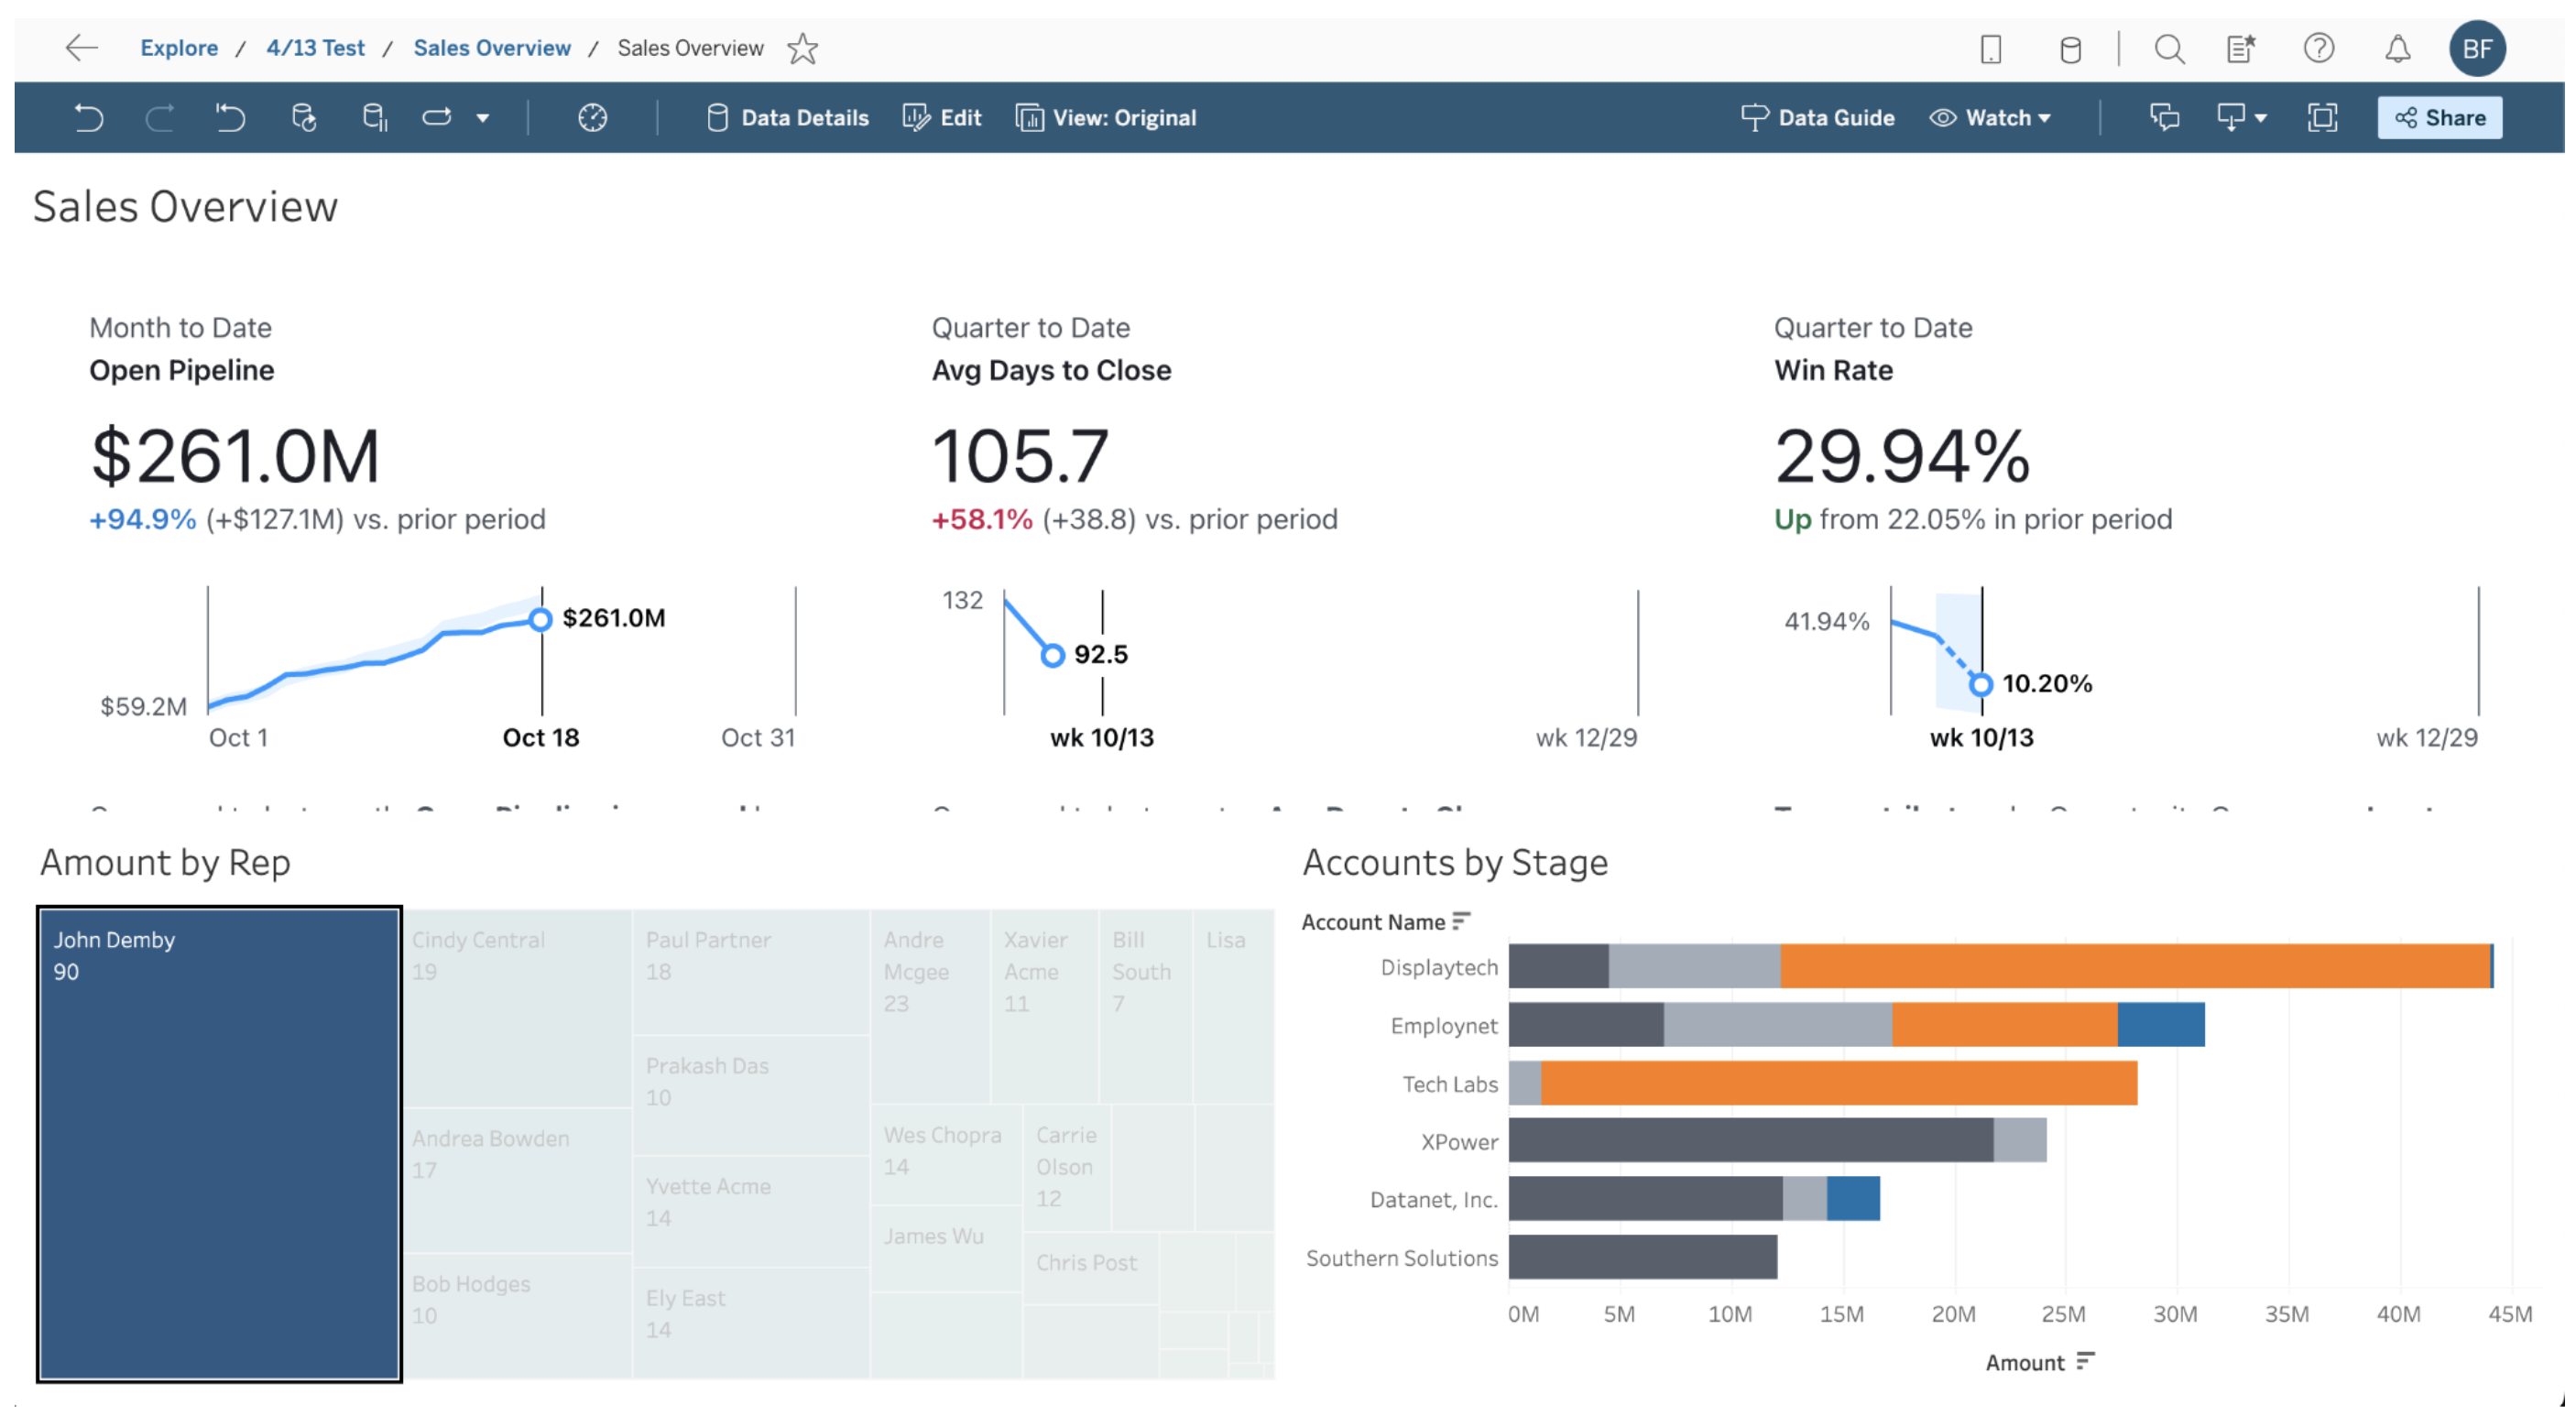 Explore / 4/13 Test / Sales Overview / Sales Overview
BF
Data Details Edit View: Original Data Guide Watch Share
Sales Overview
Month to Date
Open Pipeline
$261.0M
+94.9% (+$127.1M) vs. prior period
$261.0M
$59.2M
Oct 1 Oct 18 Oct 31
Quarter to Date
Avg Days to Close
105.7
+58.1% (+38.8) vs. prior period
132
92.5
wk 10/13 wk 12/29
Quarter to Date
Win Rate
29.94%
Up from 22.05% in prior period
41.94%
10.20%
wk 10/13 wk 12/29
Amount by Rep
John Demby
90
Cindy Central
19
Andrea Bowden
17
Bob Hodges
10
Paul Partner
18
Prakash Das
10
Yvette Acme
14
Ely East
14
Andre
Mcgee
23
Xavier
Acme
11
Bill
South
7
Lisa
Wes Chopra
14
Carrie
Olson
12
James Wu
Chris Post
Accounts by Stage
Account Name
Displaytech
Employnet
Tech Labs
XPower
Datanet, Inc.
Southern Solutions
0M 5M 10M 15M 20M 25M 30M 35M 40M 45M
Amount